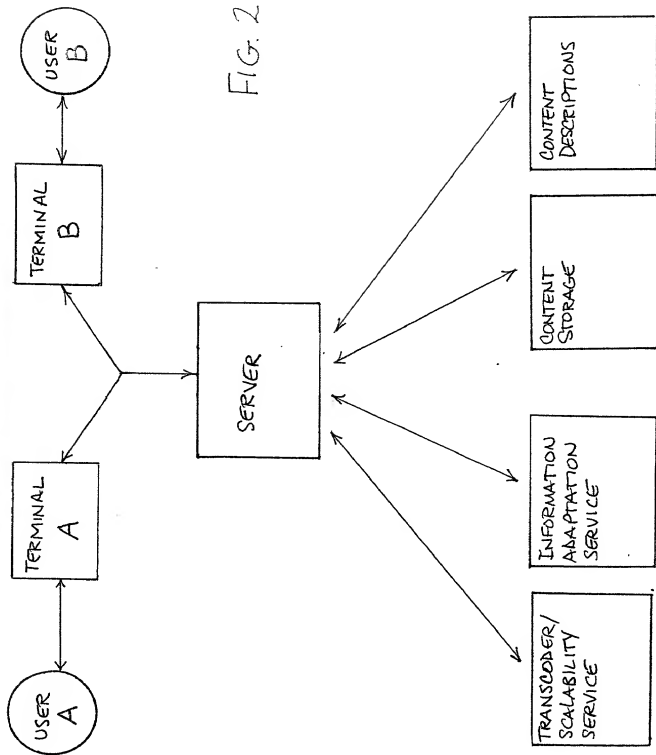 USER
A
TERMINAL
A
TERMINAL
B
USER
B
SERVER
FIG. 2
TRANSCODER/
SCALABILITY
SERVICE
INFORMATION
ADAPTATION
SERVICE
CONTENT
STORAGE
CONTENT
DESCRIPTIONS